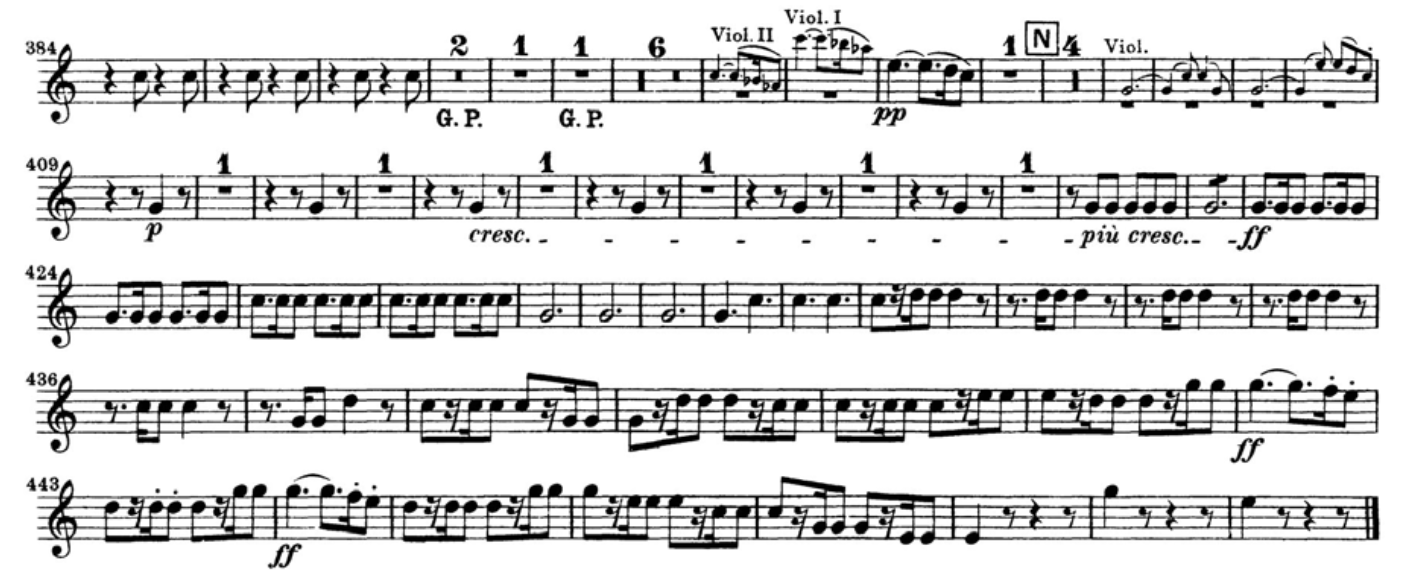 Viol. I
384 2 1 1 6 Viol. II 1 N 4 Viol.
G. P. G. P. pp
409 1 1 1 1 1 1
p cresc. più cresc. ff
424
436
ff
443
ff